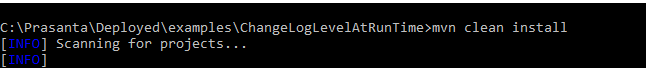 C:\Prasanta\Deployed\examples\ChangeLogLevelAtRunTime>mvn clean install
[INFO] Scanning for projects...
[INFO]